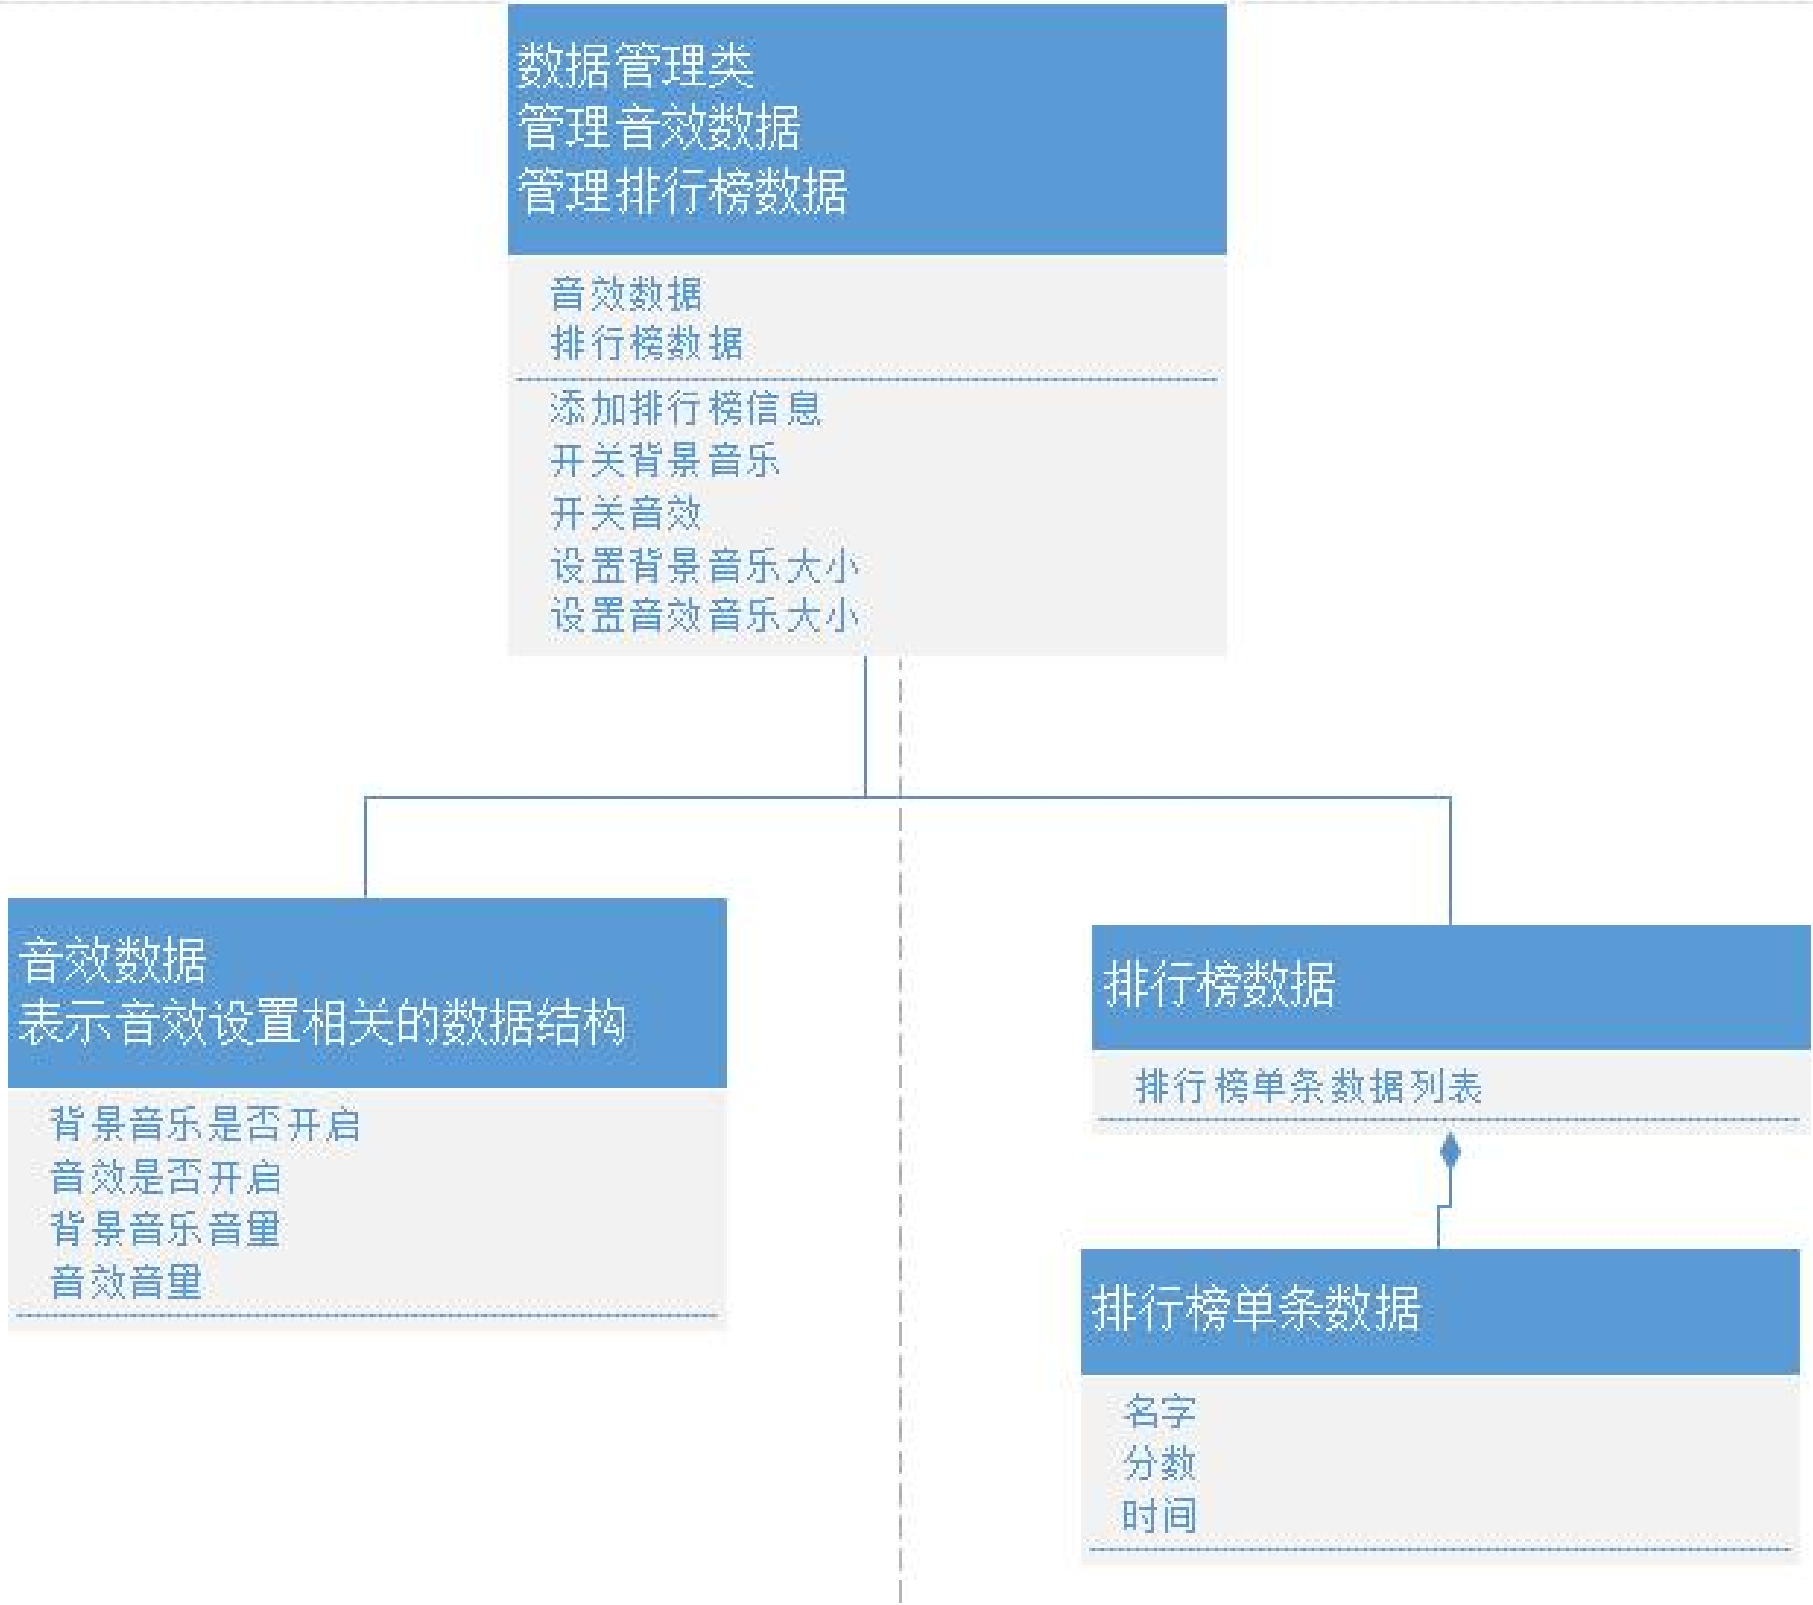 数据管理类
管理音效数据
管理排行榜数据
音效数据
排行榜数据
添加排行榜信息
开关背景音乐
开关音效
设置背景音乐大小
设置音效音乐大小
音效数据
表示音效设置相关的数据结构
背景音乐是否开启
音效是否开启
背景音乐音量
音效音量
排行榜数据
排行榜单条数据列表
排行榜单条数据
名字
分数
时间